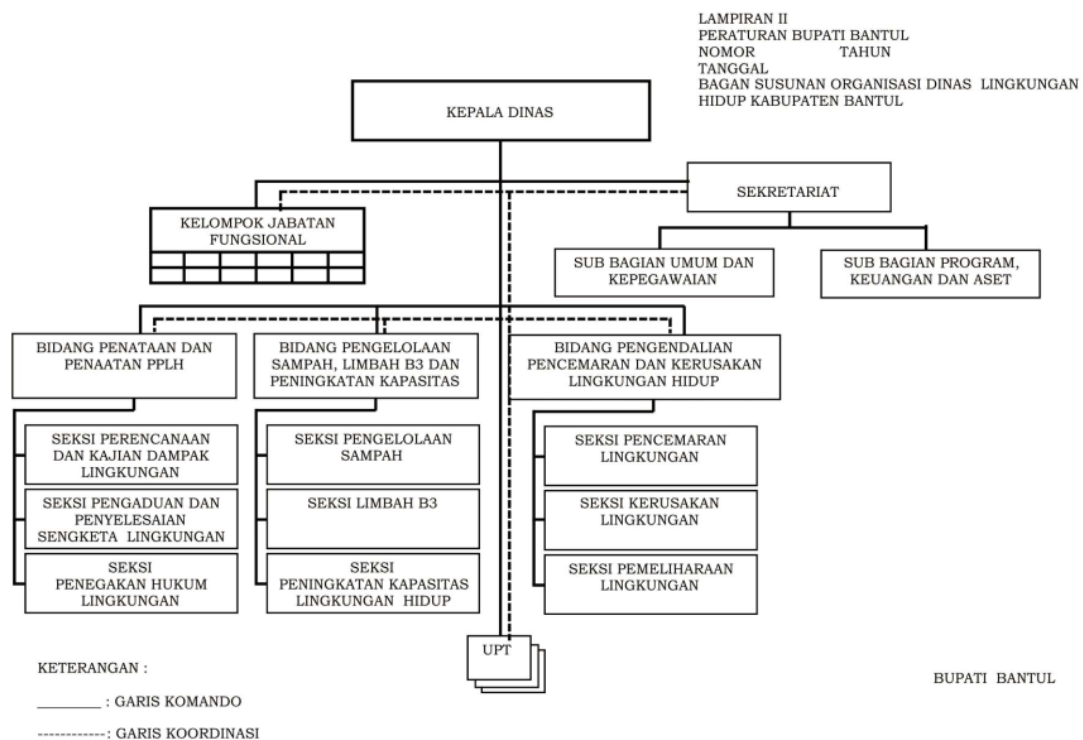 LAMPIRAN II
PERATURAN BUPATI BANTUL
NOMOR TAHUN
TANGGAL
BAGAN SUSUNAN ORGANISASI DINAS LINGKUNGAN
HIDUP KABUPATEN BANTUL
KEPALA DINAS
SEKRETARIAT
KELOMPOK JABATAN
FUNGSIONAL
SUB BAGIAN UMUM DAN
KEPEGAWAIAN
SUB BAGIAN PROGRAM,
KEUANGAN DAN ASET
BIDANG PENATAAN DAN
PENAATAN PPLH
BIDANG PENGELOLAAN
SAMPAH, LIMBAH B3 DAN
PENINGKATAN KAPASITAS
BIDANG PENGENDALIAN
PENCEMARAN DAN KERUSAKAN
LINGKUNGAN HIDUP
SEKSI PERENCANAAN
DAN KAJIAN DAMPAK
LINGKUNGAN
SEKSI PENGADUAN DAN
PENYELESAIAN
SENGKETA LINGKUNGAN
SEKSI
PENEGAKAN HUKUM
LINGKUNGAN
SEKSI PENGELOLAAN
SAMPAH
SEKSI LIMBAH B3
SEKSI
PENINGKATAN KAPASITAS
LINGKUNGAN HIDUP
SEKSI PENCEMARAN
LINGKUNGAN
SEKSI KERUSAKAN
LINGKUNGAN
SEKSI PEMELIHARAAN
LINGKUNGAN
UPT
KETERANGAN :
_________ : GARIS KOMANDO
------------: GARIS KOORDINASI
BUPATI BANTUL